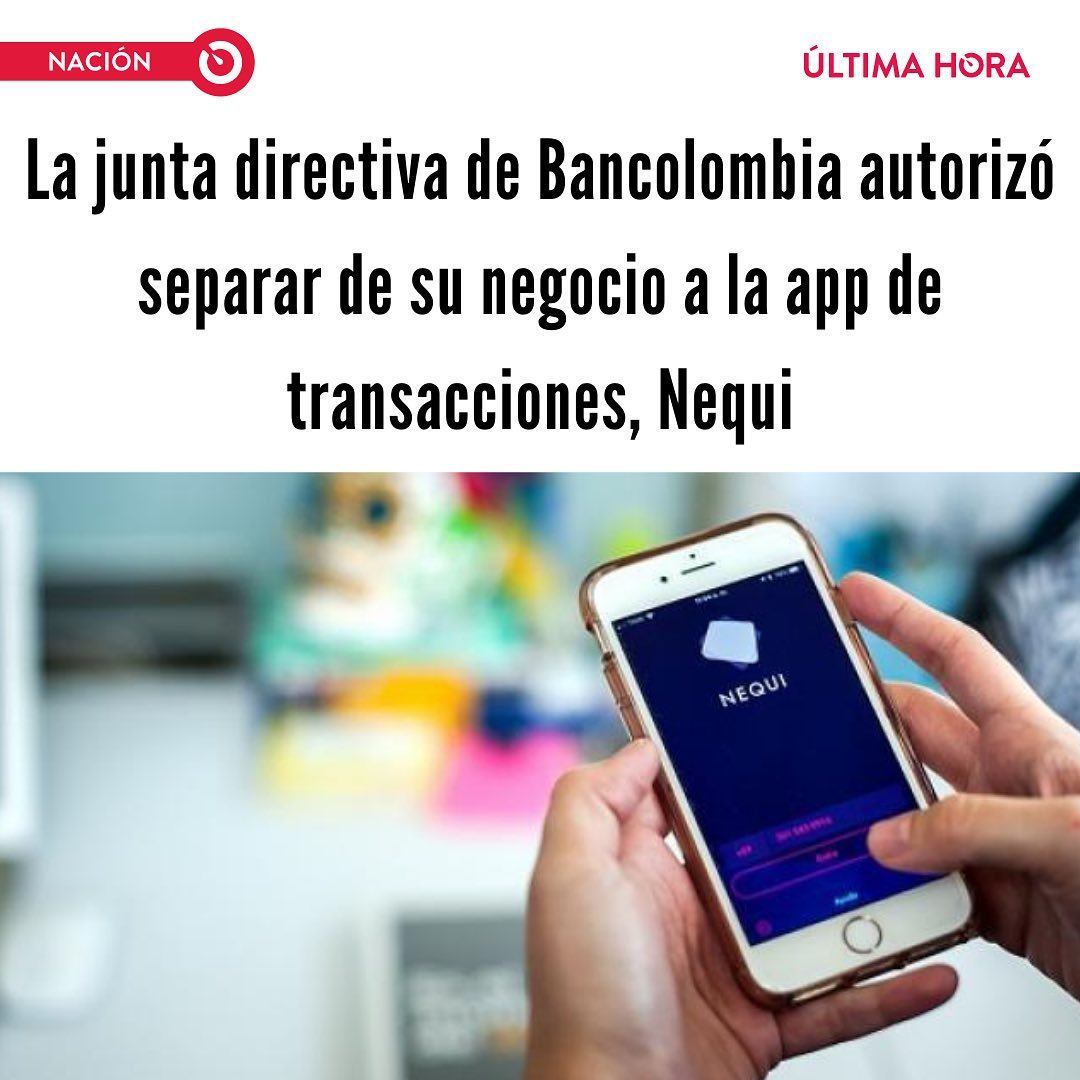 NACIÓN
ÚLTIMA HORA
La junta directiva de Bancolombia autorizó
separar de su negocio a la app de
transacciones, Nequi
NEQUI